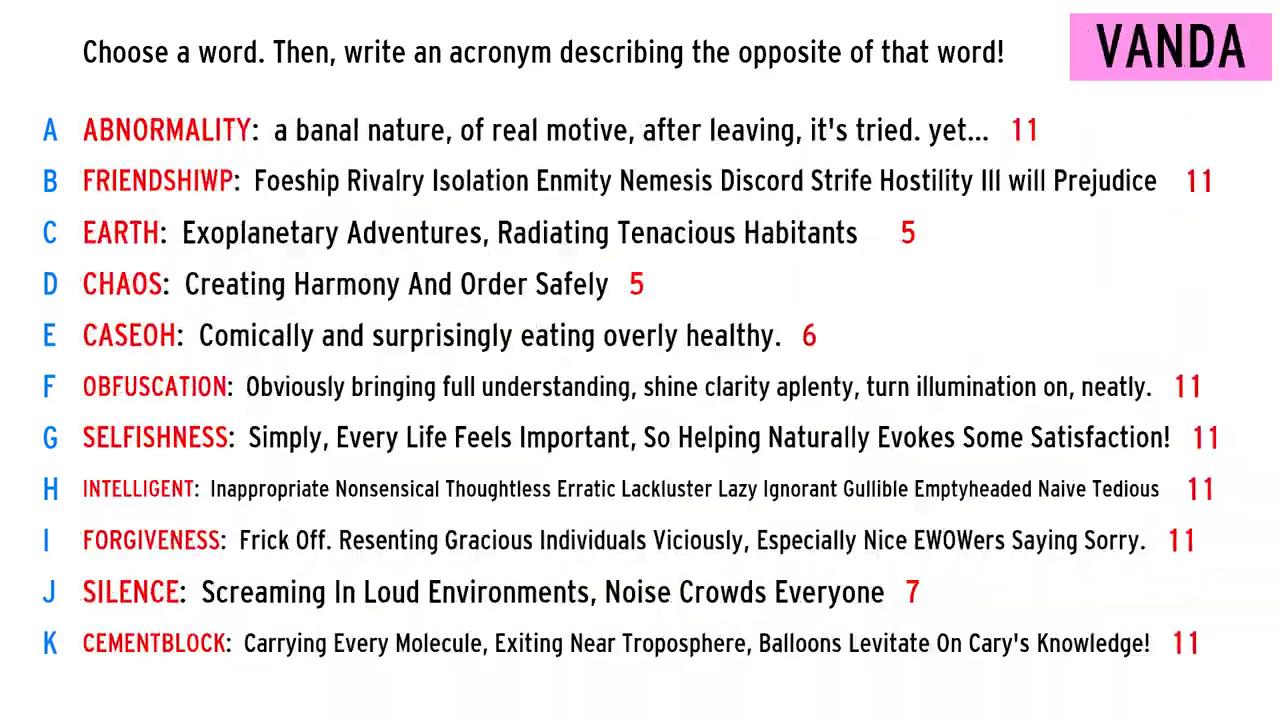 Choose a word. Then, write an acronym describing the opposite of that word!
VANDA
A ABNORMALITY: a banal nature, of real motive, after leaving, it's tried. yet... 11
B FRIENDSHIWP: Foeship Rivalry Isolation Enmity Nemesis Discord Strife Hostility Ill will Prejudice 11
C EARTH: Exoplanetary Adventures, Radiating Tenacious Habitants 5
D CHAOS: Creating Harmony And Order Safely 5
E CASEOH: Comically and surprisingly eating overly healthy. 6
F OBFUSCATION: Obviously bringing full understanding, shine clarity aplenty, turn illumination on, neatly. 11
G SELFISHNESS: Simply, Every Life Feels Important, So Helping Naturally Evokes Some Satisfaction! 11
H INTELLIGENT: Inappropriate Nonsensical Thoughtless Erratic Lackluster Lazy Ignorant Gullible Emptyheaded Naive Tedious 11
I FORGIVENESS: Frick Off. Resenting Gracious Individuals Viciously, Especially Nice EWOWers Saying Sorry. 11
J SILENCE: Screaming In Loud Environments, Noise Crowds Everyone 7
K CEMENTBLOCK: Carrying Every Molecule, Exiting Near Troposphere, Balloons Levitate On Cary's Knowledge! 11